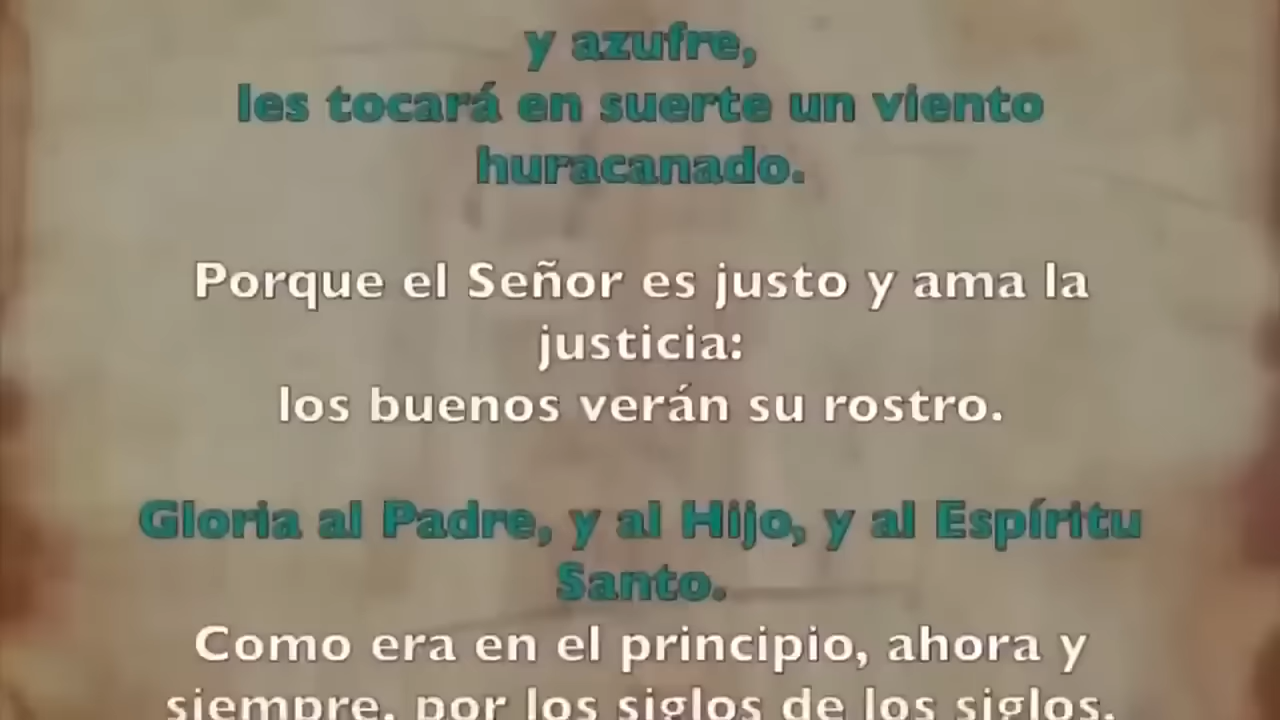 y azufre,
les tocará en suerte un viento
huracanado.
Porque el Señor es justo y ama la
justicia:
los buenos verán su rostro.
Gloria al Padre, y al Hijo, y al Espíritu
Santo.
Como era en el principio, ahora y
siempre, por los siglos de los siglos.